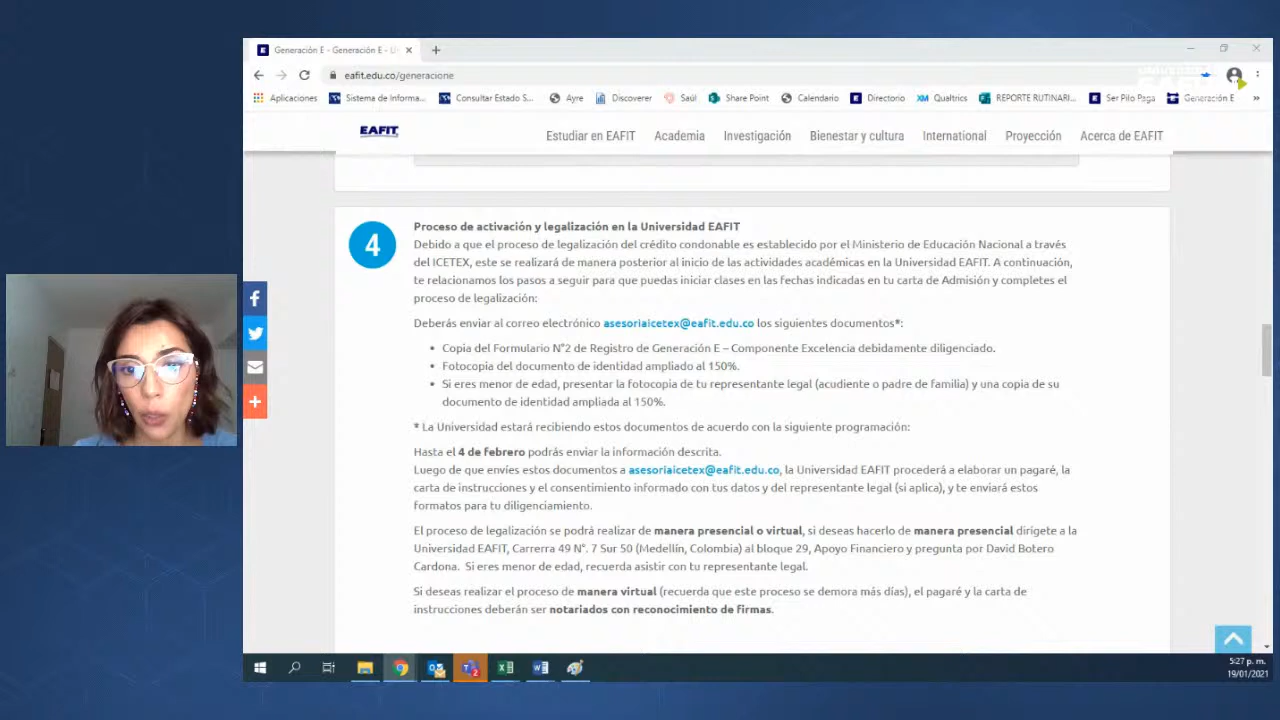 Generación E - Generación E - U
eafit.edu.co/generacione
Aplicaciones Sistema de Informa... Consultar Estado S... Ayre Discoverer Saúl Share Point Calendario Directorio XM Qualtrics REPORTE RUTINARI... Ser Pilo Paga Generación E »
EAFIT Estudiar en EAFIT Academia Investigación Bienestar y cultura International Proyección Acerca de EAFIT
4
Proceso de activación y legalización en la Universidad EAFIT
Debido a que el proceso de legalización del crédito condonable es establecido por el Ministerio de Educación Nacional a través
del ICETEX, este se realizará de manera posterior al inicio de las actividades académicas en la Universidad EAFIT. A continuación,
te relacionamos los pasos a seguir para que puedas iniciar clases en las fechas indicadas en tu carta de Admisión y completes el
proceso de legalización:
Deberás enviar al correo electrónico asesoriaicetex@eafit.edu.co los siguientes documentos*:
• Copia del Formulario N°2 de Registro de Generación E – Componente Excelencia debidamente diligenciado.
• Fotocopia del documento de identidad ampliado al 150%.
• Si eres menor de edad, presentar la fotocopia de tu representante legal (acudiente o padre de familia) y una copia de su
documento de identidad ampliada al 150%.
* La Universidad estará recibiendo estos documentos de acuerdo con la siguiente programación:
Hasta el 4 de febrero podrás enviar la información descrita.
Luego de que envíes estos documentos a asesoriaicetex@eafit.edu.co, la Universidad EAFIT procederá a elaborar un pagaré, la
carta de instrucciones y el consentimiento informado con tus datos y del representante legal (si aplica), y te enviará estos
formatos para tu diligenciamiento.
El proceso de legalización se podrá realizar de manera presencial o virtual, si deseas hacerlo de manera presencial dirígete a la
Universidad EAFIT, Carrerra 49 N°. 7 Sur 50 (Medellín, Colombia) al bloque 29, Apoyo Financiero y pregunta por David Botero
Cardona. Si eres menor de edad, recuerda asistir con tu representante legal.
Si deseas realizar el proceso de manera virtual (recuerda que este proceso se demora más días), el pagaré y la carta de
instrucciones deberán ser notariados con reconocimiento de firmas.
5:27 p. m.
19/01/2021